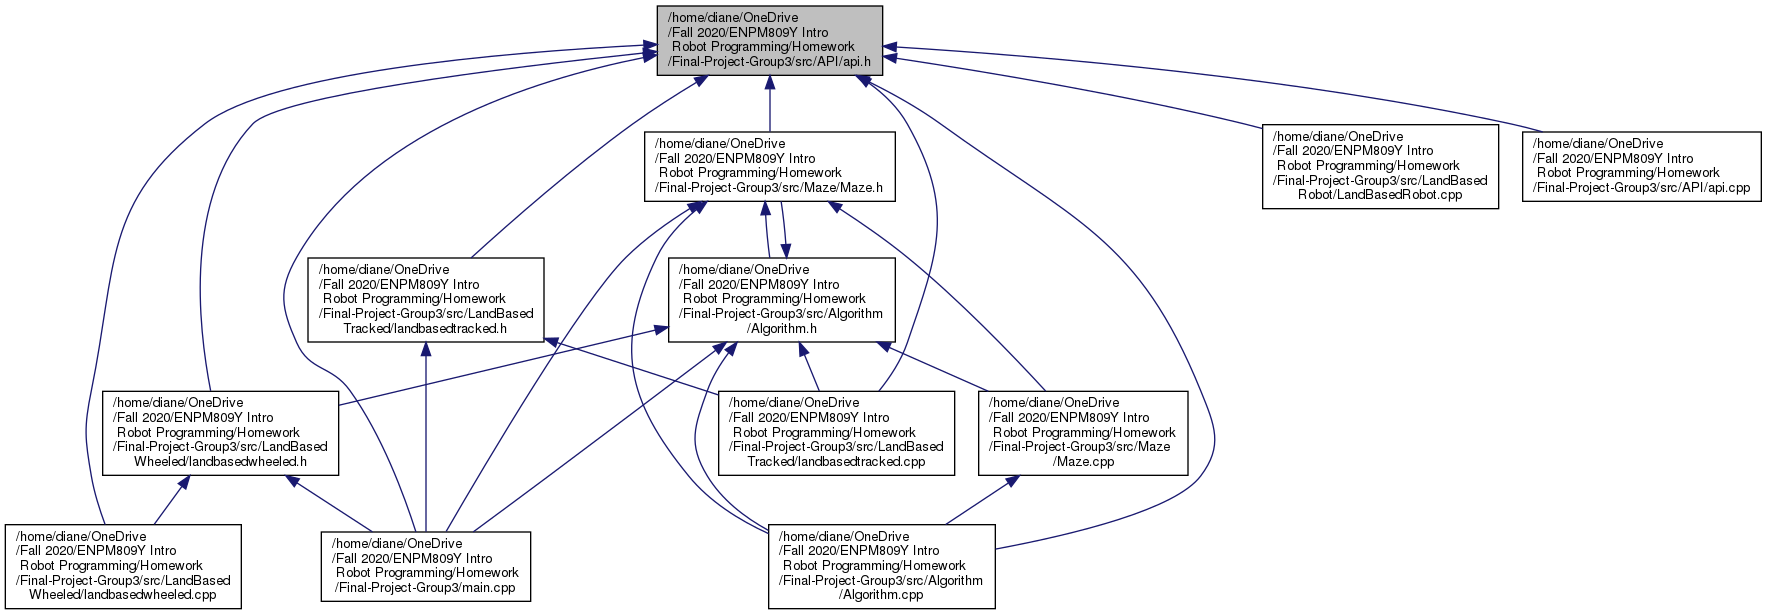 /home/diane/OneDrive
/Fall 2020/ENPM809Y Intro
Robot Programming/Homework
/Final-Project-Group3/src/API/api.h
/home/diane/OneDrive
/Fall 2020/ENPM809Y Intro
Robot Programming/Homework
/Final-Project-Group3/src/Maze/Maze.h
/home/diane/OneDrive
/Fall 2020/ENPM809Y Intro
Robot Programming/Homework
/Final-Project-Group3/src/LandBased
Robot/LandBasedRobot.cpp
/home/diane/OneDrive
/Fall 2020/ENPM809Y Intro
Robot Programming/Homework
/Final-Project-Group3/src/API/api.cpp
/home/diane/OneDrive
/Fall 2020/ENPM809Y Intro
Robot Programming/Homework
/Final-Project-Group3/src/LandBased
Tracked/landbasedtracked.h
/home/diane/OneDrive
/Fall 2020/ENPM809Y Intro
Robot Programming/Homework
/Final-Project-Group3/src/Algorithm
/Algorithm.h
/home/diane/OneDrive
/Fall 2020/ENPM809Y Intro
Robot Programming/Homework
/Final-Project-Group3/src/LandBased
Wheeled/landbasedwheeled.h
/home/diane/OneDrive
/Fall 2020/ENPM809Y Intro
Robot Programming/Homework
/Final-Project-Group3/src/LandBased
Tracked/landbasedtracked.cpp
/home/diane/OneDrive
/Fall 2020/ENPM809Y Intro
Robot Programming/Homework
/Final-Project-Group3/src/Maze
/Maze.cpp
/home/diane/OneDrive
/Fall 2020/ENPM809Y Intro
Robot Programming/Homework
/Final-Project-Group3/src/LandBased
Wheeled/landbasedwheeled.cpp
/home/diane/OneDrive
/Fall 2020/ENPM809Y Intro
Robot Programming/Homework
/Final-Project-Group3/main.cpp
/home/diane/OneDrive
/Fall 2020/ENPM809Y Intro
Robot Programming/Homework
/Final-Project-Group3/src/Algorithm
/Algorithm.cpp